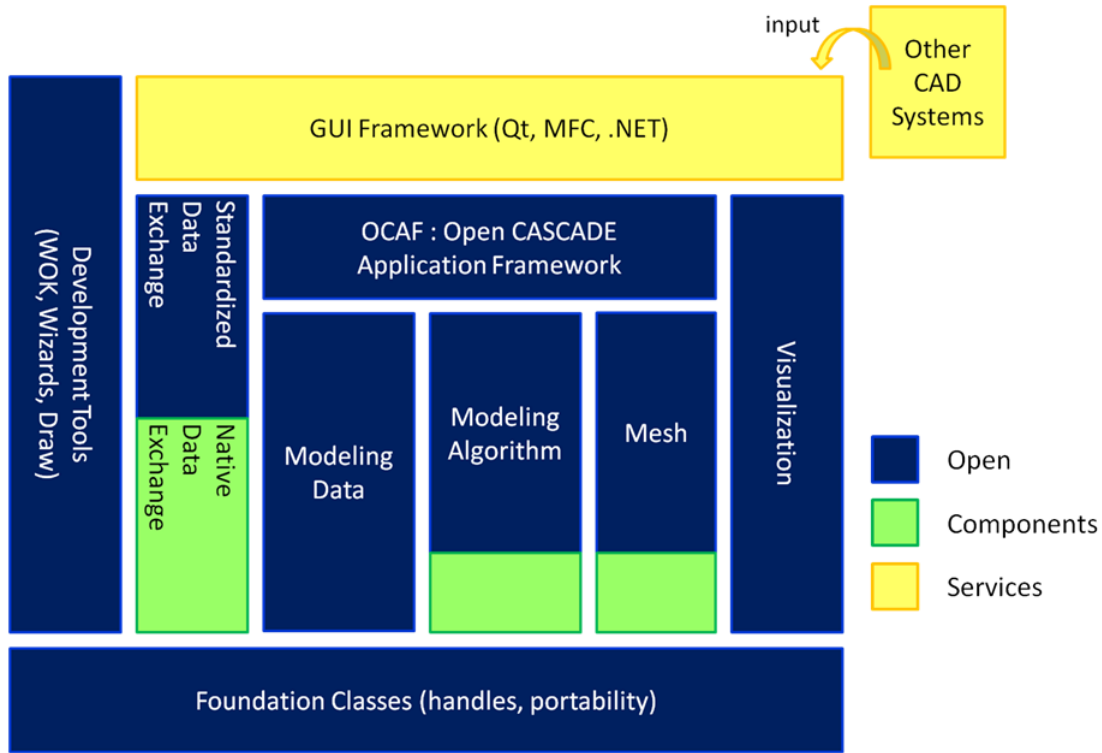 input
Other
CAD
Systems
GUI Framework (Qt, MFC, .NET)
Development Tools
(WOK, Wizards, Draw)
Standardized
Data
Exchange
Native
Data
Exchange
OCAF : Open CASCADE
Application Framework
Modeling
Data
Modeling
Algorithm
Mesh
Visualization
Open
Components
Services
Foundation Classes (handles, portability)